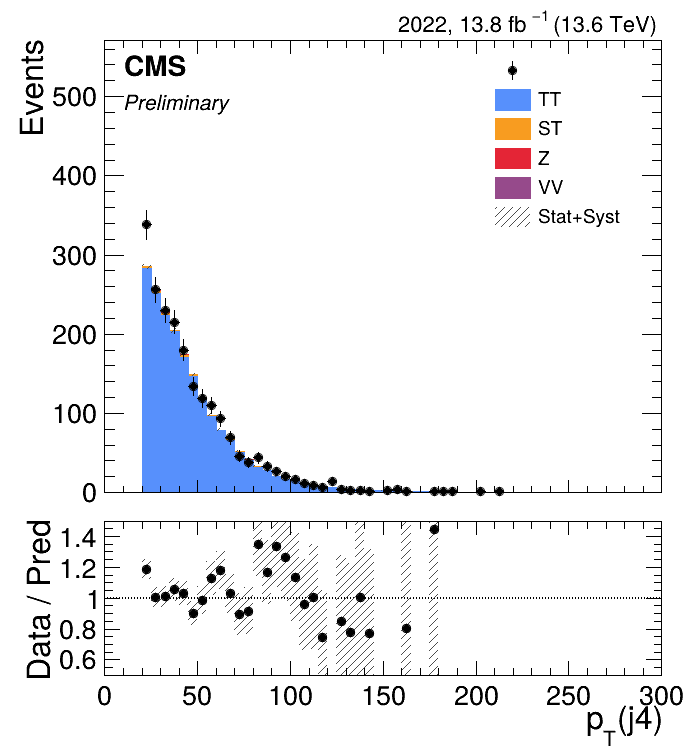 2022, 13.8 fb⁻¹ (13.6 TeV)
CMS
Preliminary
Events
500
400
300
200
100
0
TT
ST
Z
VV
Stat+Syst
Data / Pred
1.4
1.2
1
0.8
0.6
0 50 100 150 200 250 300
p_T(j4)